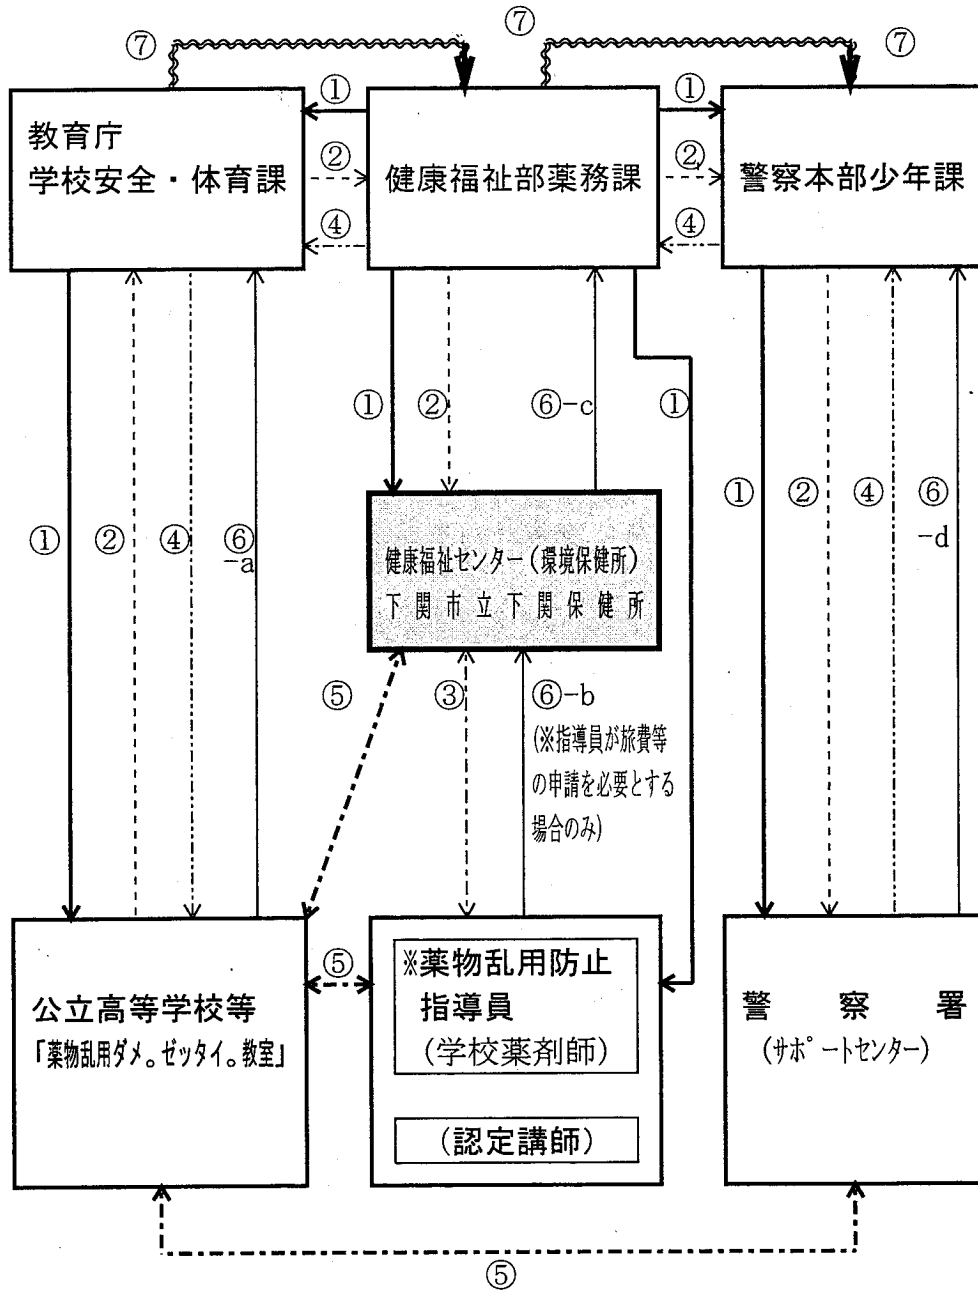 ⑦
⑦
⑦
教育庁
学校安全・体育課
①
②
④
健康福祉部薬務課
①
②
④
警察本部少年課
①
②
④
⑥
-a
①
②
⑥-c
①
①
②
④
⑥
-d
健康福祉センター(環境保健所)
下関市立下関保健所
⑤
③
⑥-b
(※指導員が旅費等
の申請を必要とする
場合のみ)
公立高等学校等
「薬物乱用ダメ。ゼッタイ。教室」
⑤
※薬物乱用防止
指導員
(学校薬剤師)
(認定講師)
警察署
(サポートセンター)
⑤